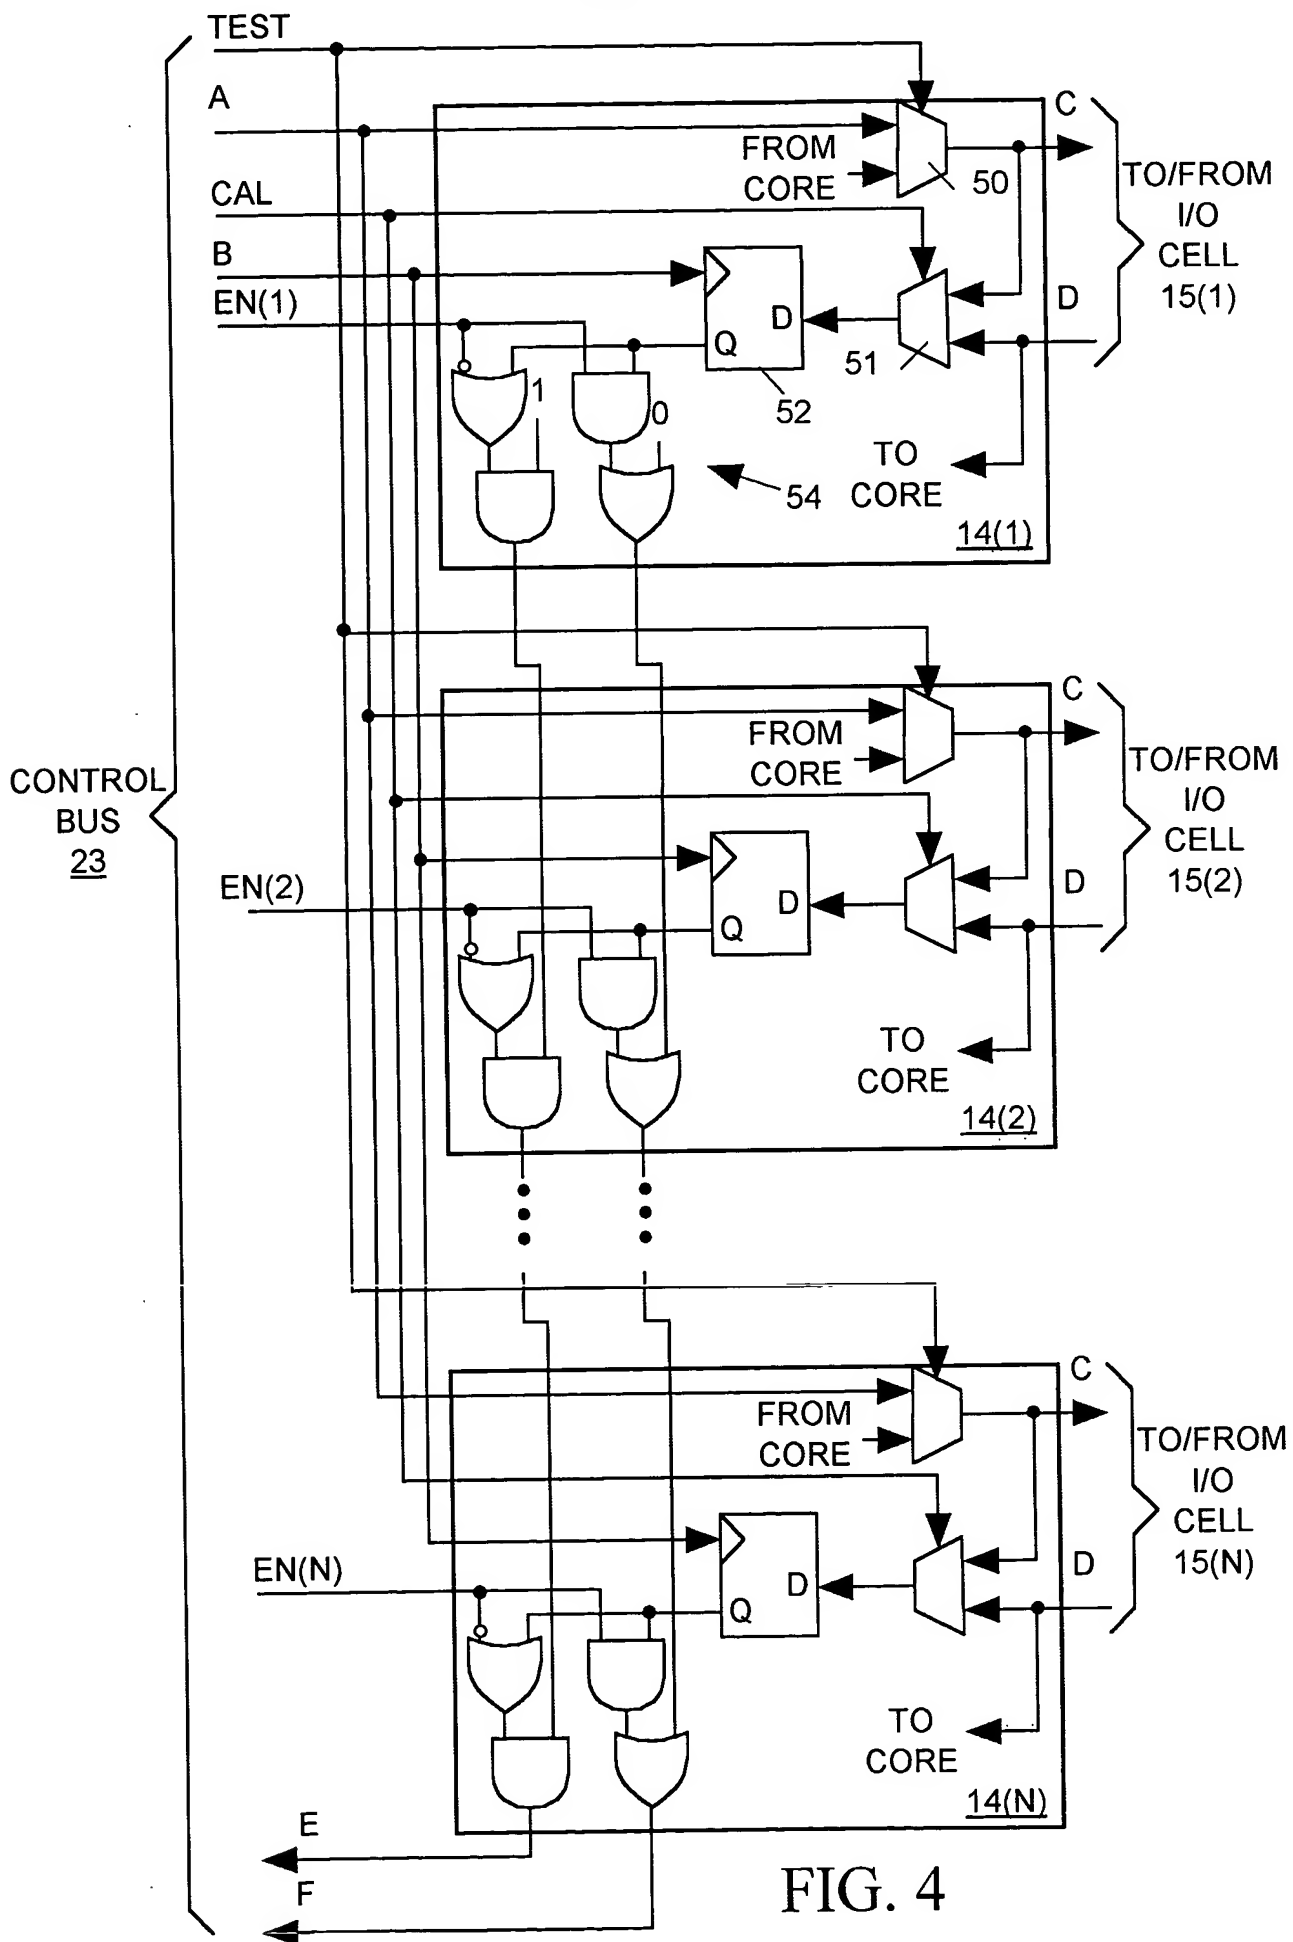 TEST
A
CAL
B
EN(1)
FROM
CORE
50
C
TO/FROM
I/O
CELL
15(1)
D
D
Q
51
52
1
0
54
TO
CORE
14(1)
CONTROL
BUS
23
EN(2)
FROM
CORE
C
TO/FROM
I/O
CELL
15(2)
D
D
Q
TO
CORE
14(2)
EN(N)
FROM
CORE
C
TO/FROM
I/O
CELL
15(N)
D
D
Q
TO
CORE
14(N)
E
F
FIG. 4